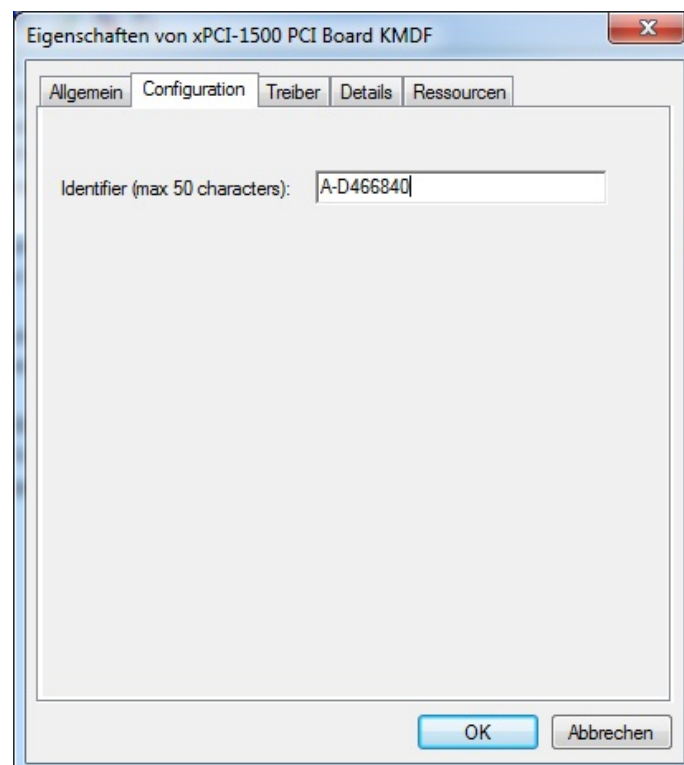 Eigenschaften von xPCI-1500 PCI Board KMDF
Allgemein Configuration Treiber Details Ressourcen
Identifier (max 50 characters): A-D466840
OK Abbrechen